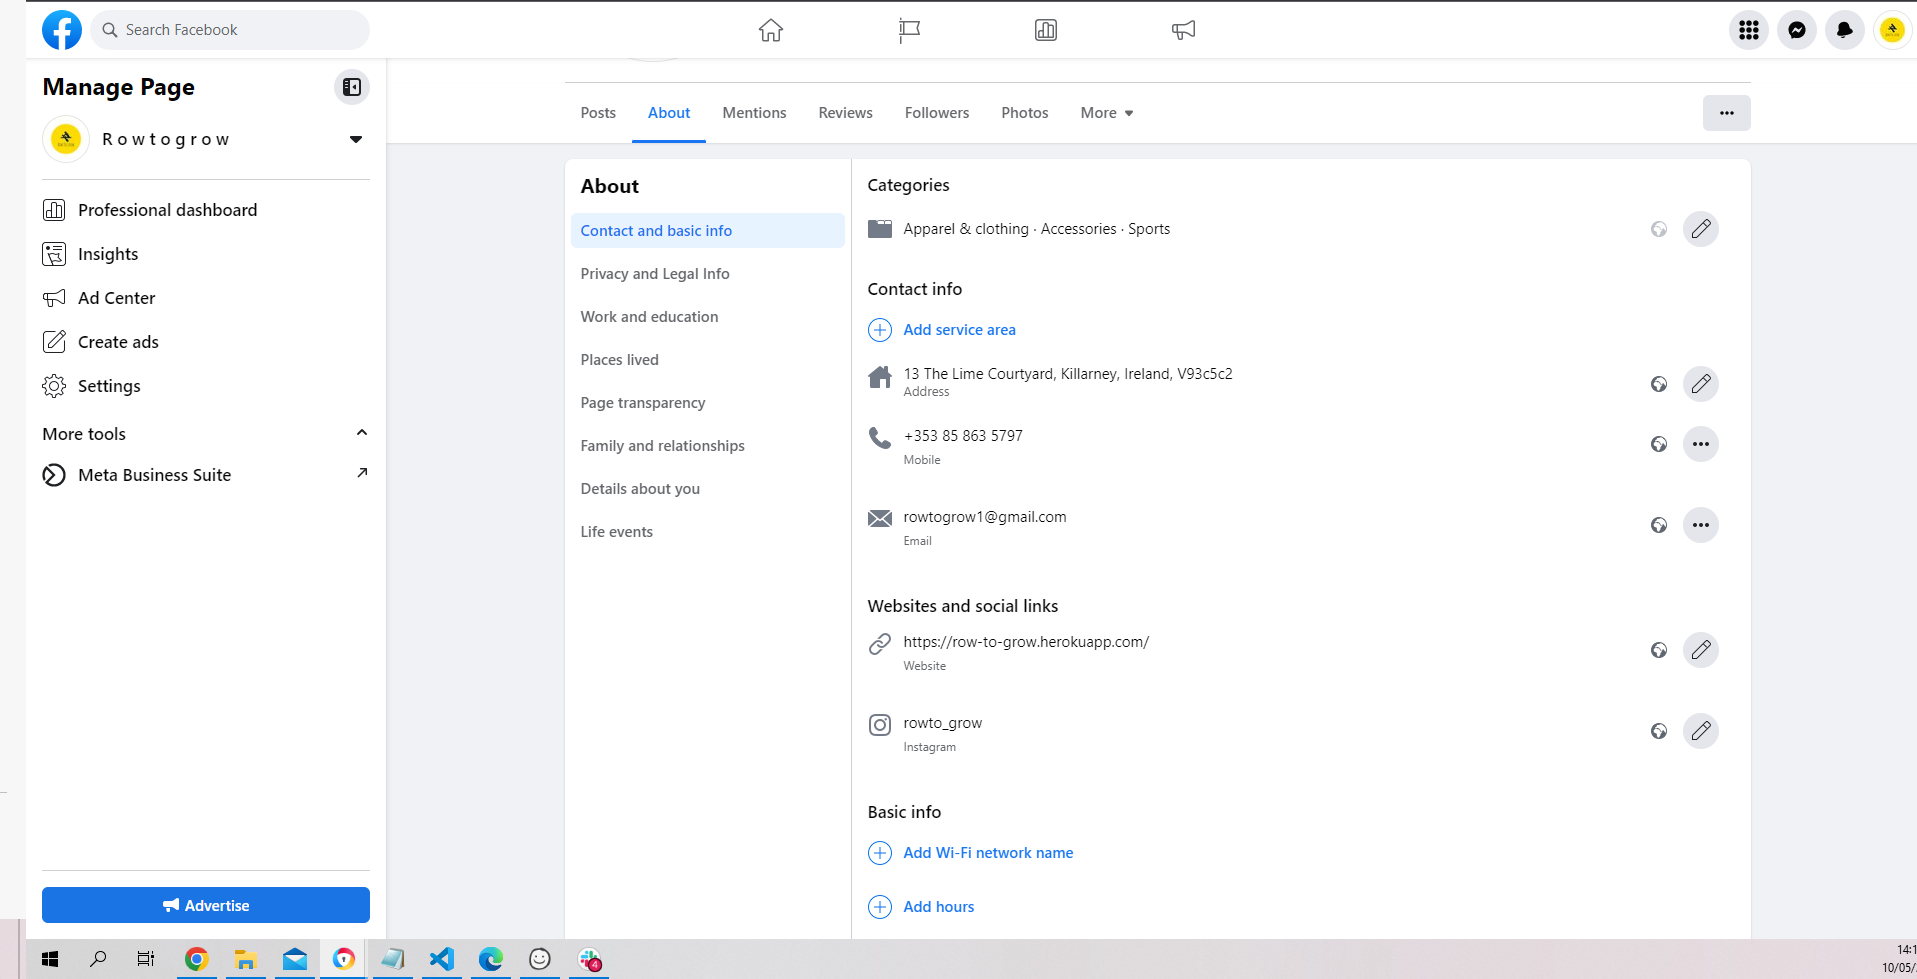 Search Facebook
Manage Page
Rowtogrow
Professional dashboard
Insights
Ad Center
Create ads
Settings
More tools
Meta Business Suite
Advertise
Posts
About
Mentions
Reviews
Followers
Photos
More
About
Contact and basic info
Privacy and Legal Info
Work and education
Places lived
Page transparency
Family and relationships
Details about you
Life events
Categories
Apparel & clothing · Accessories · Sports
Contact info
Add service area
13 The Lime Courtyard, Killarney, Ireland, V93c5c2
Address
+353 85 863 5797
Mobile
rowtogrow1@gmail.com
Email
Websites and social links
https://row-to-grow.herokuapp.com/
Website
rowto_grow
Instagram
Basic info
Add Wi-Fi network name
Add hours
4
14:1
10/05/